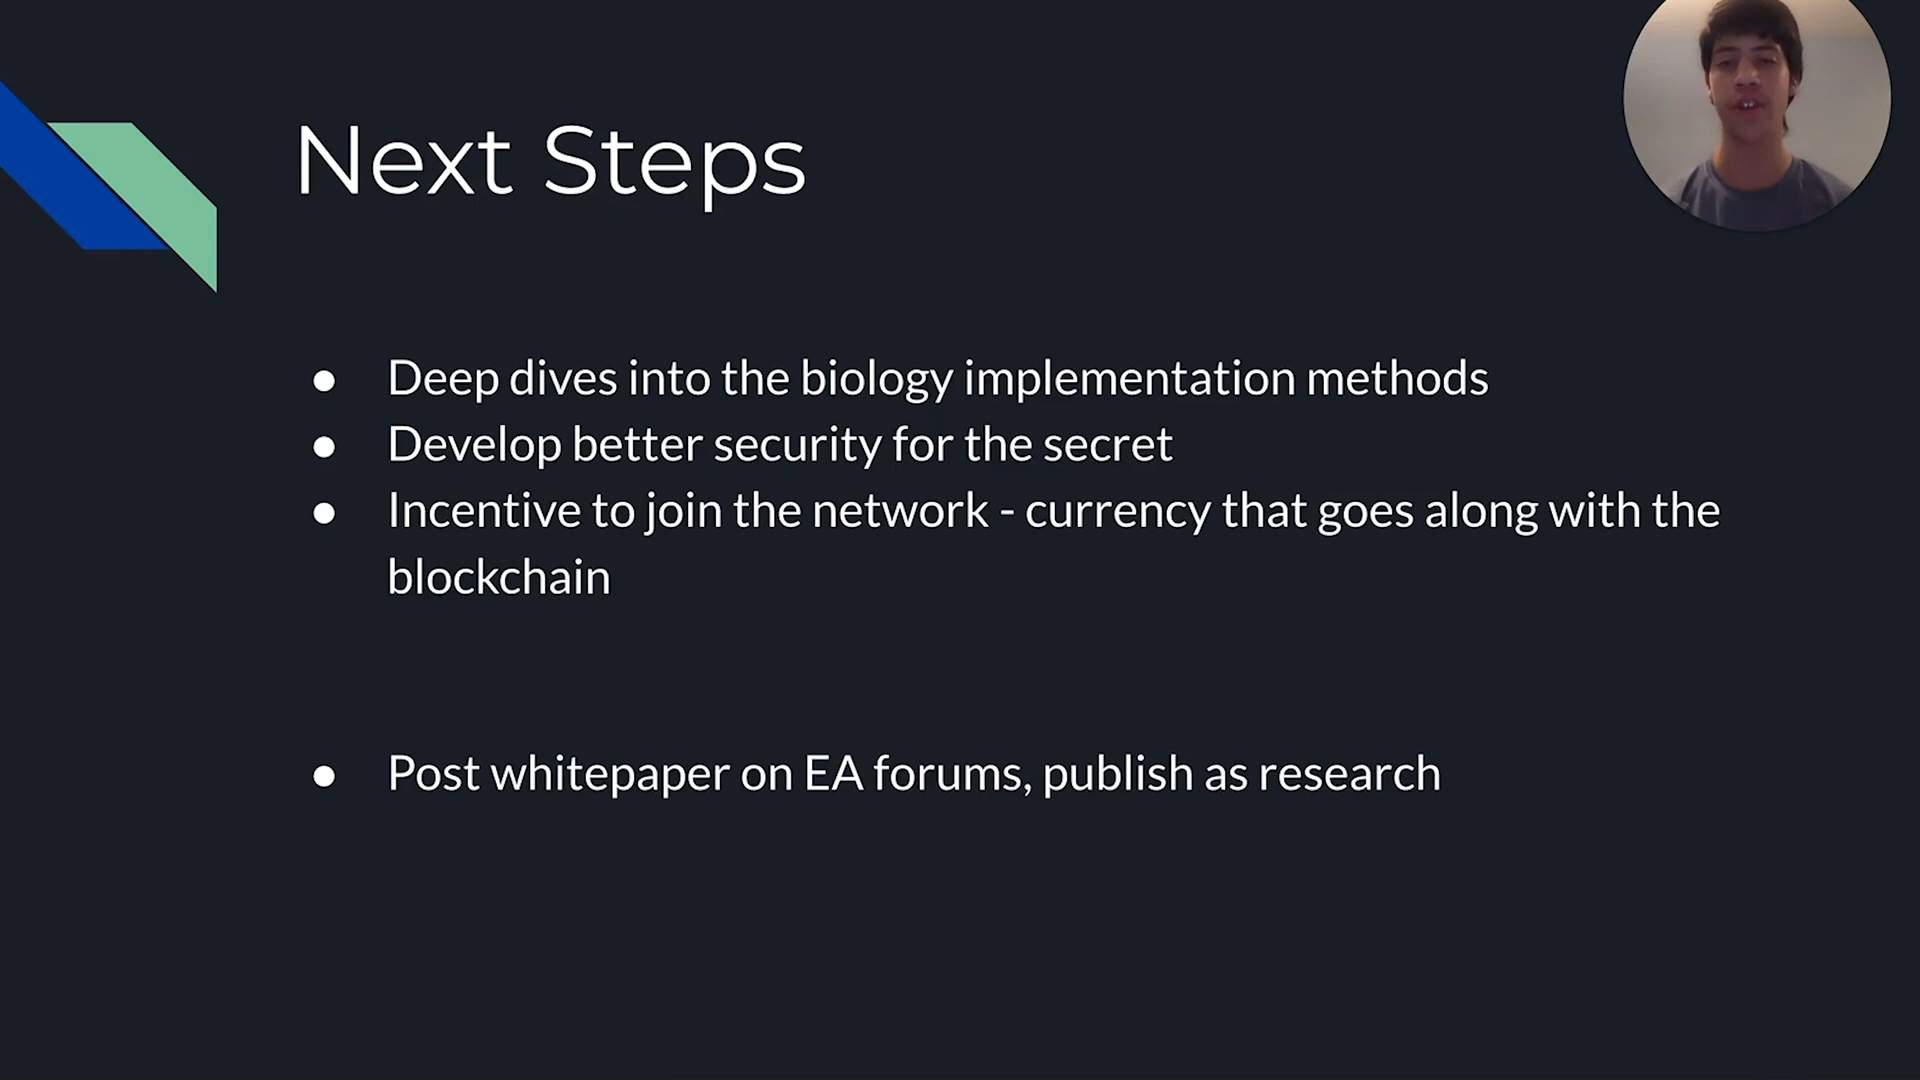 Next Steps
● Deep dives into the biology implementation methods
● Develop better security for the secret
● Incentive to join the network - currency that goes along with the
blockchain
● Post whitepaper on EA forums, publish as research